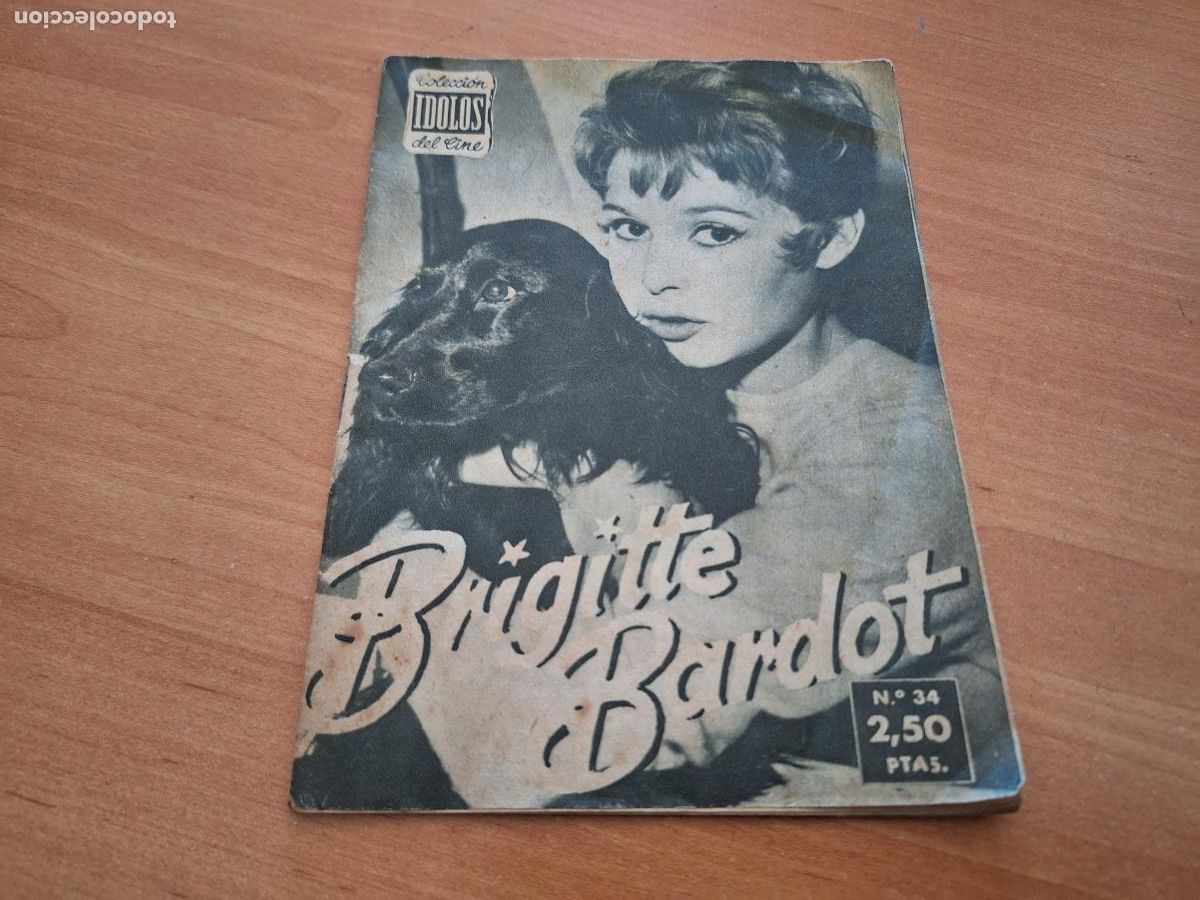 todocoleccion
Colección
IDOLOS
del Cine
Brigitte
Bardot
N.º 34
2,50
PTAS.